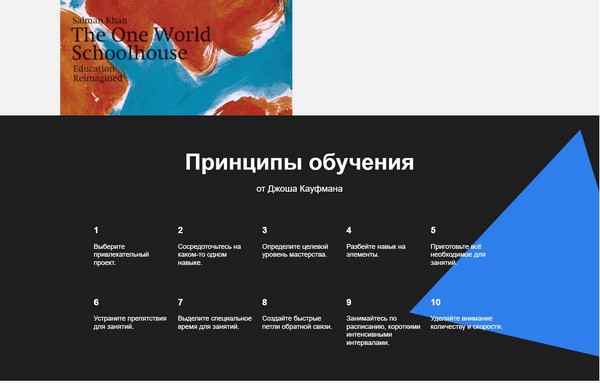 Salman Khan
The One World
Schoolhouse
Education
Reimagined
Принципы обучения
от Джоша Кауфмана
1
Выберите
привлекательный
проект.
2
Сосредоточьтесь на
каком-то одном
навыке.
3
Определите целевой
уровень мастерства.
4
Разбейте навык на
элементы.
5
Приготовьте всё
необходимое для
занятий.
6
Устраните препятствия
для занятий.
7
Выделите специальное
время для занятий.
8
Создайте быстрые
петли обратной связи.
9
Занимайтесь по
расписанию, короткими
интенсивными
интервалами.
10
Уделяйте внимание
количеству и скорости.